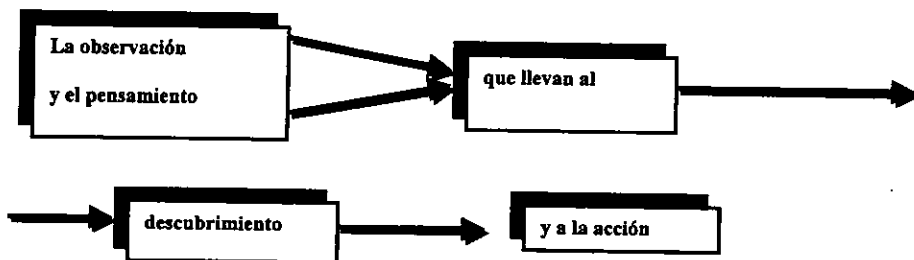 La observación
y el pensamiento
que llevan al
descubrimiento
y a la acción